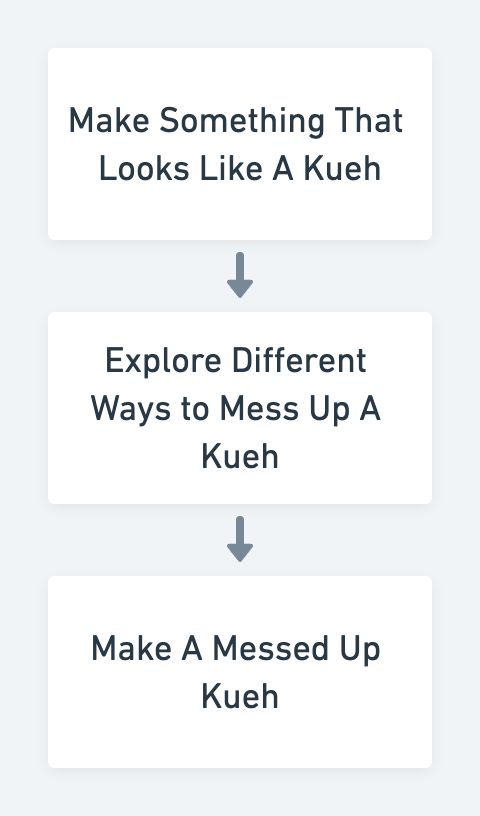 Make Something That
Looks Like A Kueh
Explore Different
Ways to Mess Up A
Kueh
Make A Messed Up
Kueh